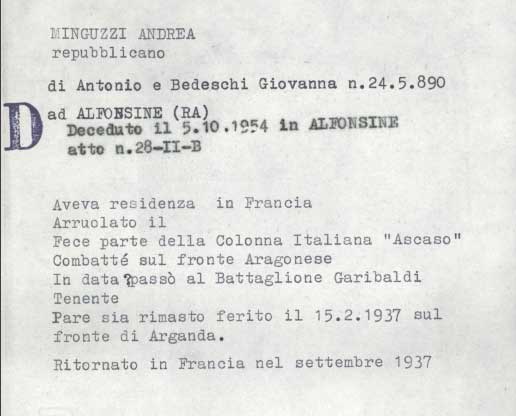 MINGUZZI ANDREA
repubblicano
di Antonio e Bedeschi Giovanna n.24.5.890
D
ad ALFONSINE (RA)
Deceduto il 5.10.1954 in ALFONSINE
atto n.28-II-B
Aveva residenza in Francia
Arruolato il
Fece parte della Colonna Italiana "Ascaso"
Combatté sul fronte Aragonese
In data ? passò al Battaglione Garibaldi
Tenente
Pare sia rimasto ferito il 15.2.1937 sul
fronte di Arganda.
Ritornato in Francia nel settembre 1937